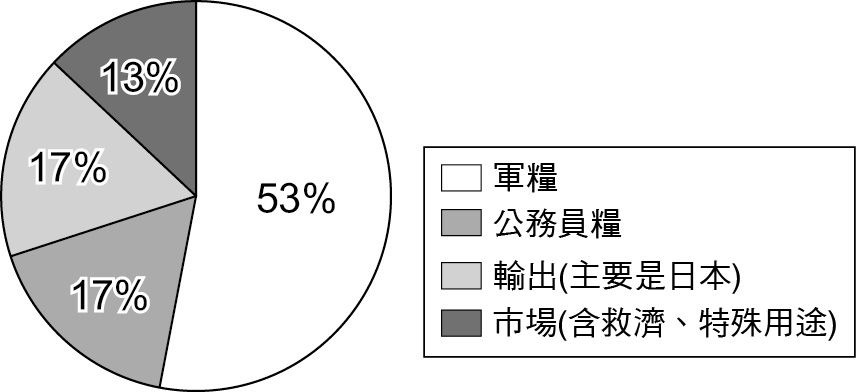 13%
17%
53%
17%
軍糧
公務員糧
輸出(主要是日本)
市場(含救濟、特殊用途)